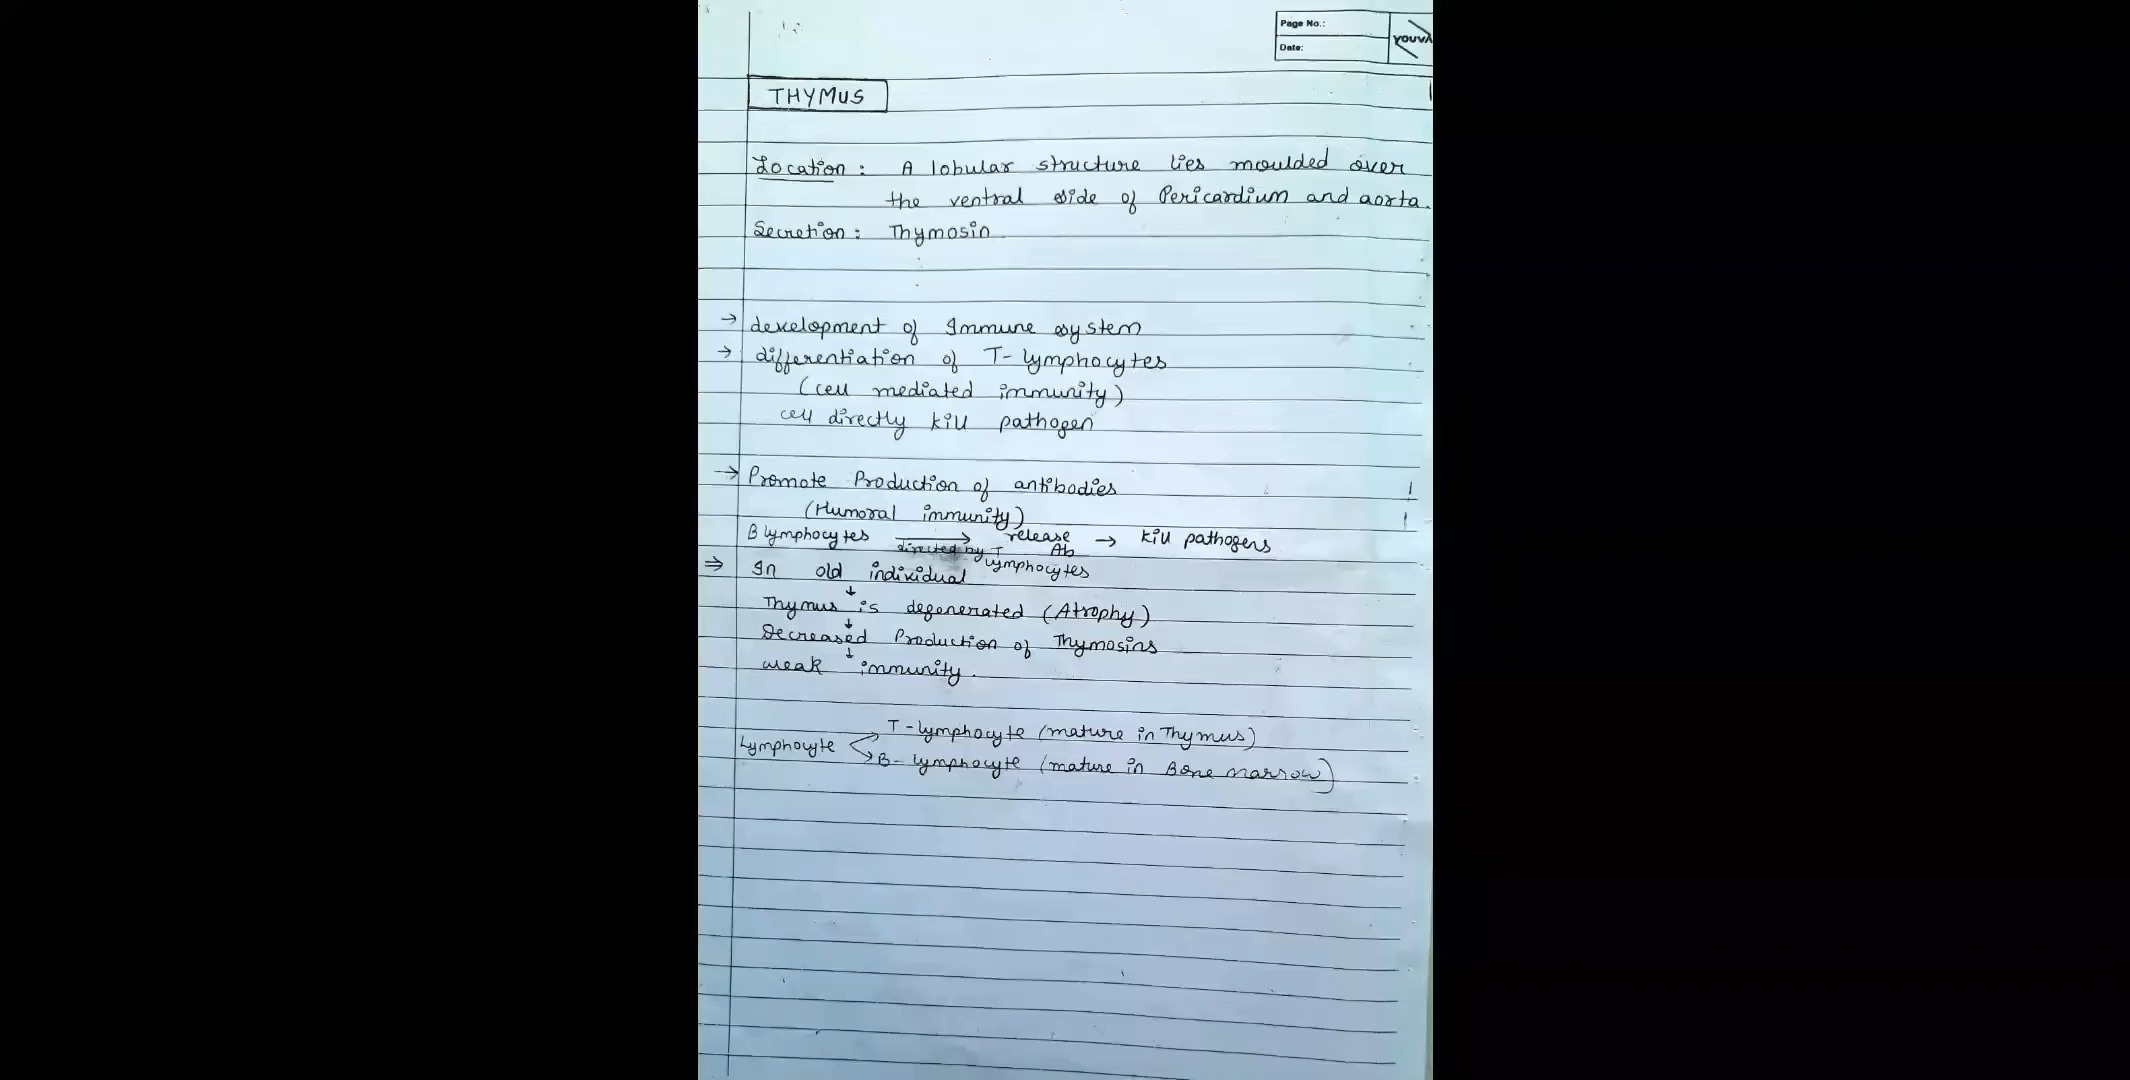 Page No.:
Date:
YOUVA
THYMUS
Location : A lobular structure lies moulded over
the ventral side of Pericardium and aorta.
Secretion : Thymosin
→ development of Immune system
→ differentiation of T- lymphocytes
(cell mediated immunity)
cell directly kill pathogen
→ Promote Production of antibodies
(Humoral immunity)
B lymphocytes → release Ab → kill pathogers
directed by T lymphocytes
⇒ In old individual
↓
Thymus is degenerated (Atrophy)
↓
Decreased Production of Thymosins
↓
weak immunity.
T - lymphocyte (mature in Thymus)
Lymphocyte
B - lymphocyte (mature in Bone marrow)